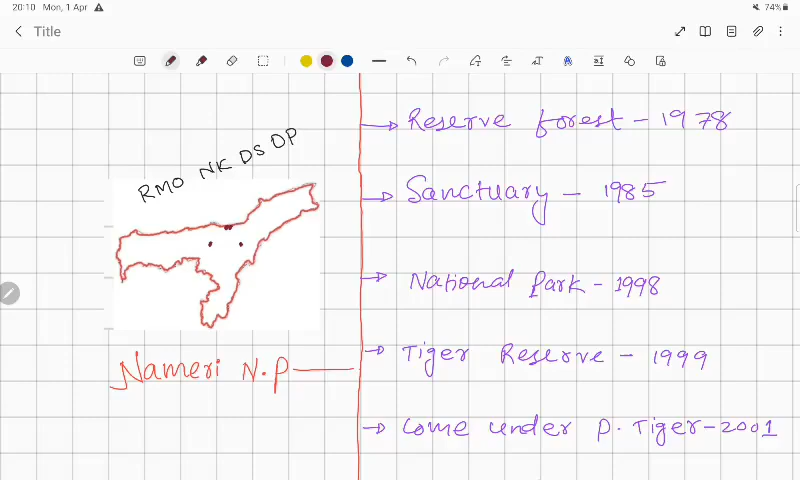 20:10 Mon, 1 Apr
74%
Title
RMO NK DS DP
Nameri N.P
Reserve forest - 1978
Sanctuary - 1985
National Park - 1998
Tiger Reserve - 1999
Come under P. Tiger - 2001